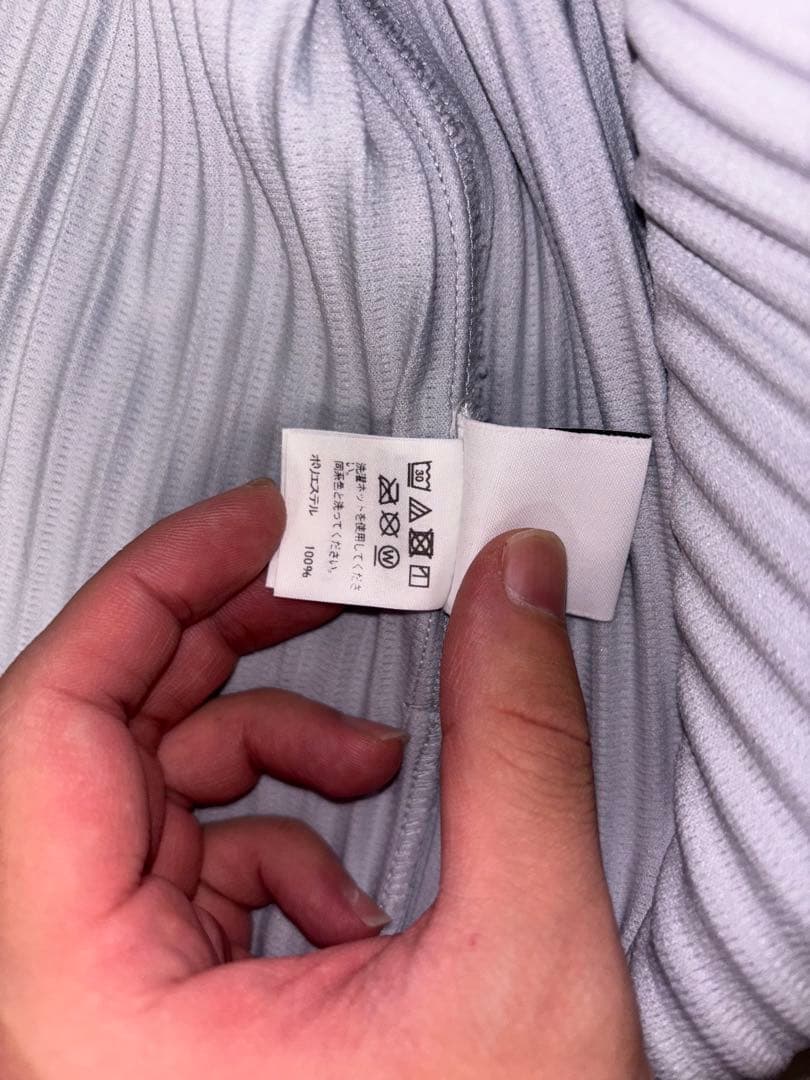 30
W
洗濯ネットを使用してくださ
い。
同系色と洗ってください。
ポリエステル 100%